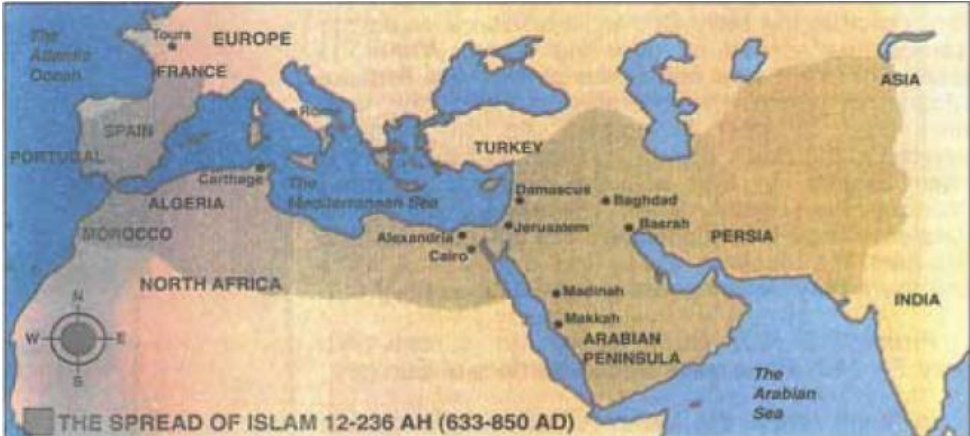 The
Atlantic
Ocean
Tours
EUROPE
FRANCE
ASIA
SPAIN
Rome
PORTUGAL
TURKEY
Carthage
The
Mediterranean Sea
Damascus
Baghdad
ALGERIA
MOROCCO
Alexandria
Jerusalem
Basrah
PERSIA
Cairo
NORTH AFRICA
Madinah
INDIA
Makkah
ARABIAN
PENINSULA
N
W
E
S
The
Arabian
Sea
THE SPREAD OF ISLAM 12-236 AH (633-850 AD)